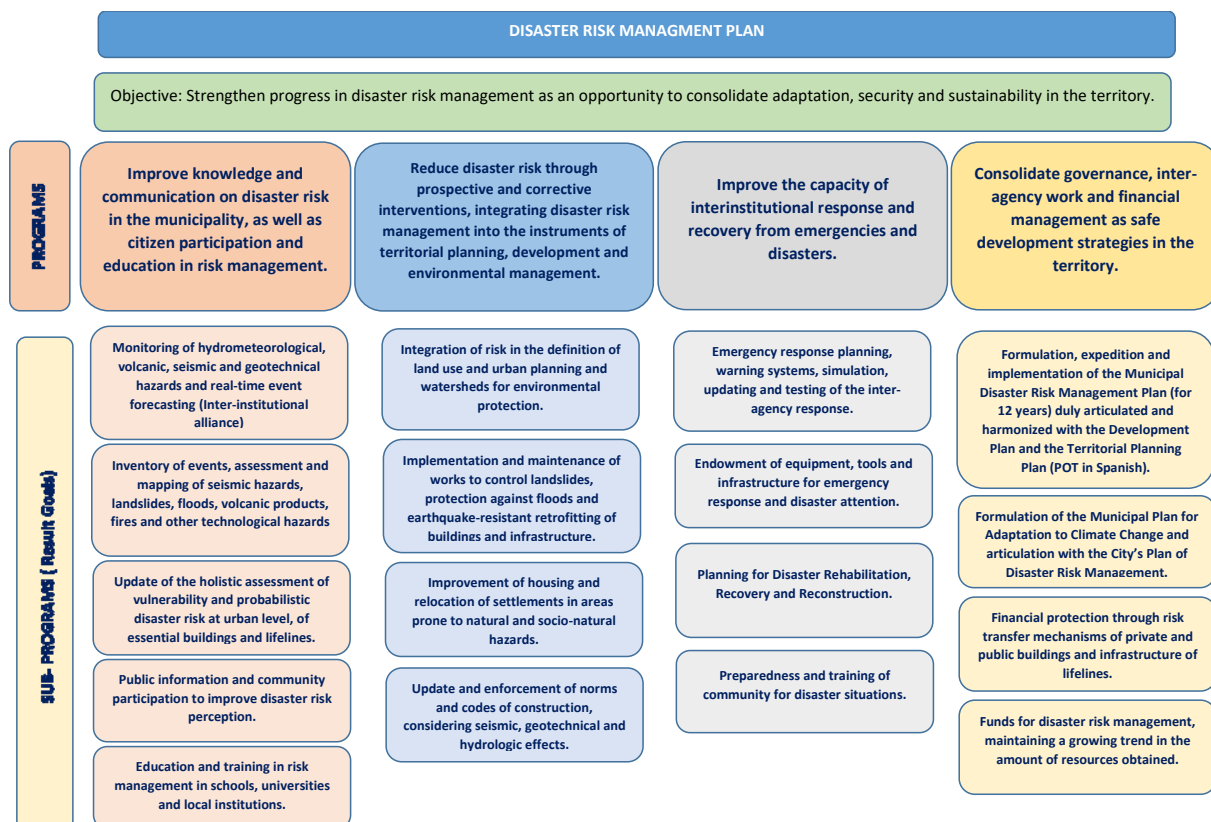 DISASTER RISK MANAGMENT PLAN
Objective: Strengthen progress in disaster risk management as an opportunity to consolidate adaptation, security and sustainability in the territory.
PROGRAMS
Improve knowledge and
communication on disaster risk
in the municipality, as well as
citizen participation and
education in risk management.
Reduce disaster risk through
prospective and corrective
interventions, integrating disaster risk
management into the instruments of
territorial planning, development and
environmental management.
Improve the capacity of
interinstitutional response and
recovery from emergencies and
disasters.
Consolidate governance, inter-
agency work and financial
management as safe
development strategies in the
territory.
SUB- PROGRAMS ( Result Goals)
Monitoring of hydrometeorological,
volcanic, seismic and geotechnical
hazards and real-time event
forecasting (Inter-institutional
alliance)
Inventory of events, assessment and
mapping of seismic hazards,
landslides, floods, volcanic products,
fires and other technological hazards
Update of the holistic assessment of
vulnerability and probabilistic
disaster risk at urban level, of
essential buildings and lifelines.
Public information and community
participation to improve disaster risk
perception.
Education and training in risk
management in schools, universities
and local institutions.
Integration of risk in the definition of
land use and urban planning and
watersheds for environmental
protection.
Implementation and maintenance of
works to control landslides,
protection against floods and
earthquake-resistant retrofitting of
buildings and infrastructure.
Improvement of housing and
relocation of settlements in areas
prone to natural and socio-natural
hazards.
Update and enforcement of norms
and codes of construction,
considering seismic, geotechnical and
hydrologic effects.
Emergency response planning,
warning systems, simulation,
updating and testing of the inter-
agency response.
Endowment of equipment, tools and
infrastructure for emergency
response and disaster attention.
Planning for Disaster Rehabilitation,
Recovery and Reconstruction.
Preparedness and training of
community for disaster situations.
Formulation, expedition and
implementation of the Municipal
Disaster Risk Management Plan (for
12 years) duly articulated and
harmonized with the Development
Plan and the Territorial Planning
Plan (POT in Spanish).
Formulation of the Municipal Plan for
Adaptation to Climate Change and
articulation with the City's Plan of
Disaster Risk Management.
Financial protection through risk
transfer mechanisms of private and
public buildings and infrastructure of
lifelines.
Funds for disaster risk management,
maintaining a growing trend in the
amount of resources obtained.